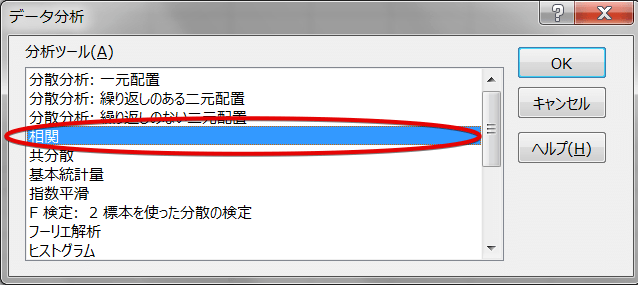 データ分析
分析ツール(A)
分散分析: 一元配置
分散分析: 繰り返しのある二元配置
分散分析: 繰り返しのない二元配置
相関
共分散
基本統計量
指数平滑
F 検定: 2 標本を使った分散の検定
フーリエ解析
ヒストグラム
OK
キャンセル
ヘルプ(H)